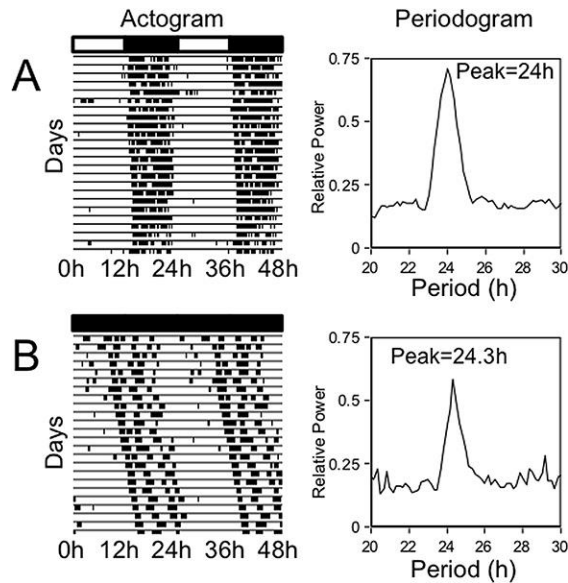 Actogram
Periodogram
A
Days
0h 12h 24h 36h 48h
0.75
0.5
0.25
0
Relative Power
Peak=24h
20 22 24 26 28 30
Period (h)
B
Days
0h 12h 24h 36h 48h
0.75
0.5
0.25
0
Relative Power
Peak=24.3h
20 22 24 26 28 30
Period (h)